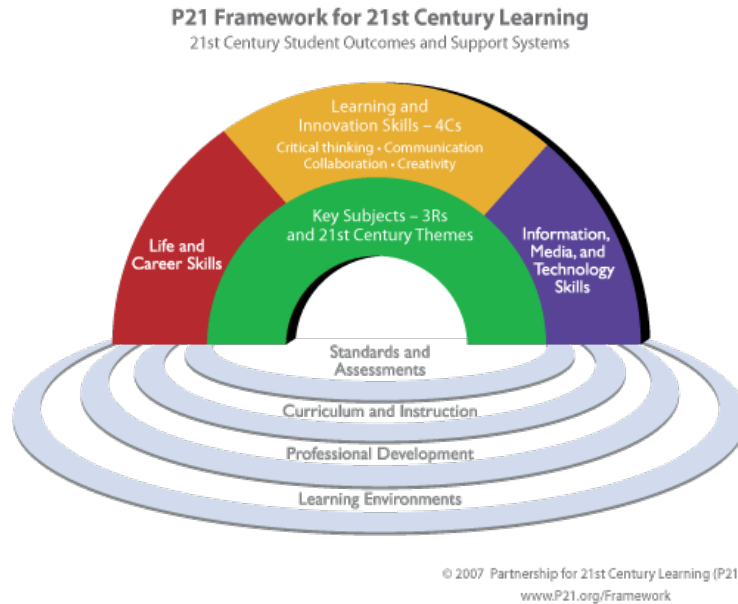 P21 Framework for 21st Century Learning
21st Century Student Outcomes and Support Systems
Learning and
Innovation Skills – 4Cs
Critical thinking • Communication
Collaboration • Creativity
Key Subjects – 3Rs
and 21st Century Themes
Life and
Career Skills
Information,
Media, and
Technology
Skills
Standards and
Assessments
Curriculum and Instruction
Professional Development
Learning Environments
© 2007 Partnership for 21st Century Learning (P21
www.P21.org/Framework